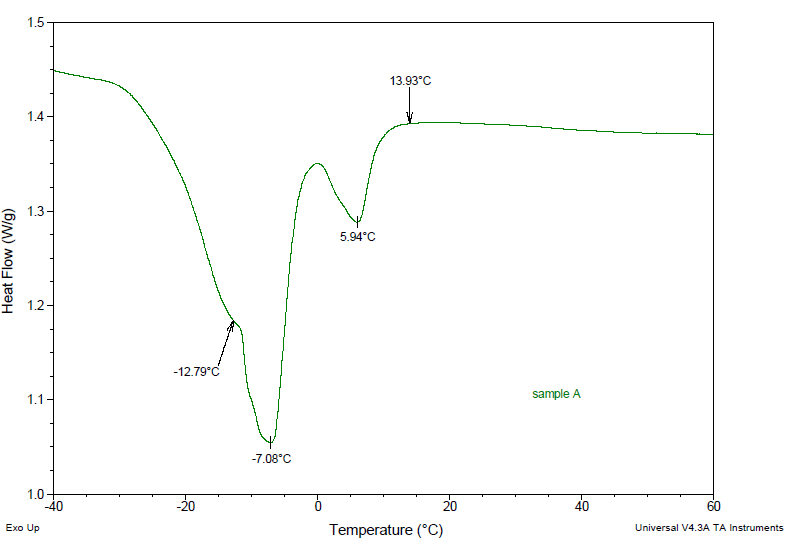 1.5
1.4
1.3
1.2
1.1
1.0
Heat Flow (W/g)
13.93°C
5.94°C
-12.79°C
-7.08°C
sample A
-40
-20
0
20
40
60
Exo Up
Temperature (°C)
Universal V4.3A TA Instruments